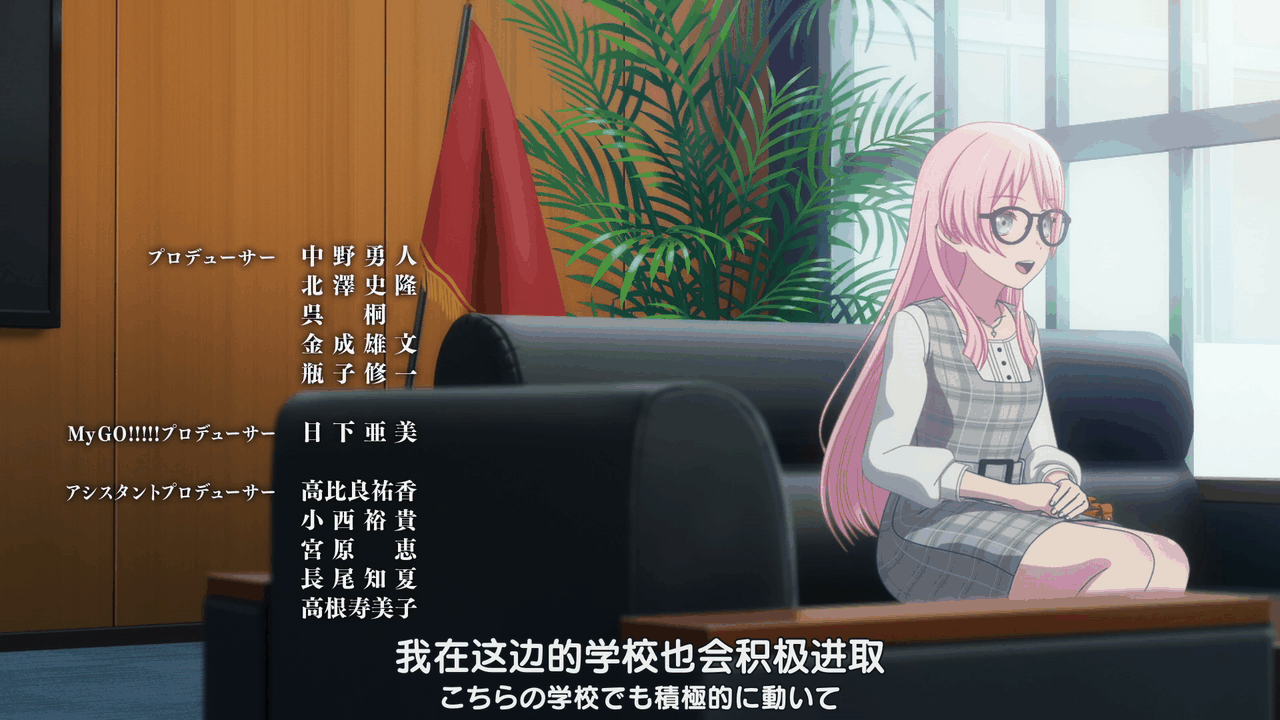 プロデューサー 中野勇人
北澤史隆
呉桐
金成雄文
瓶子修一
MyGO!!!!!プロデューサー 日下亜美
アシスタントプロデューサー 高比良祐香
小西裕貴
宮原恵
長尾知夏
高根寿美子
我在这边的学校也会积极进取
こちらの学校でも積極的に動いて